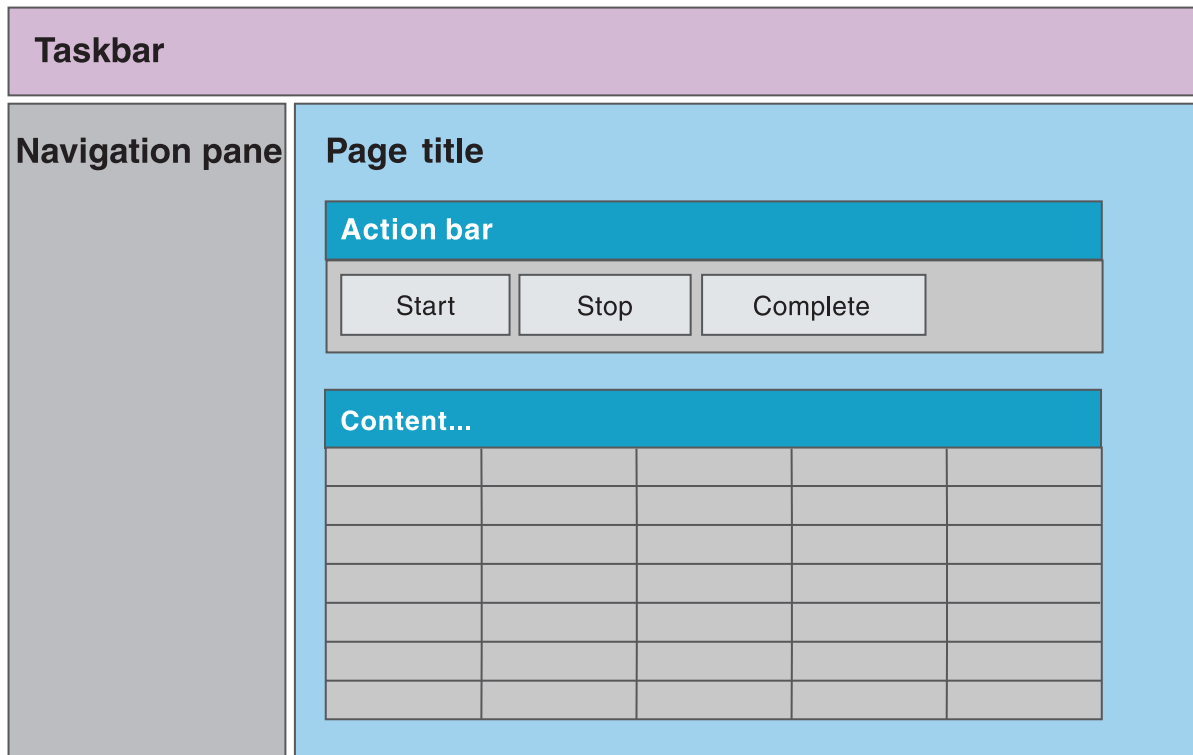 Taskbar
Navigation pane
Page title
Action bar
Start Stop Complete
Content...